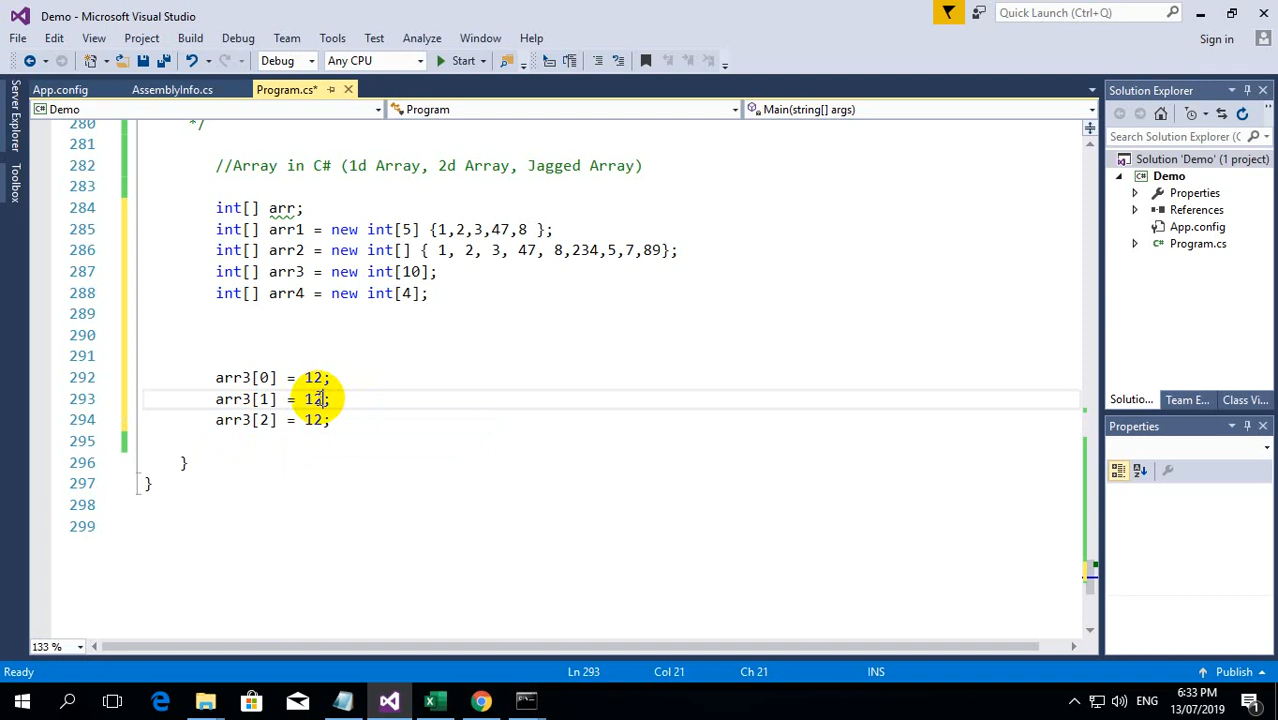 Demo - Microsoft Visual Studio
Quick Launch (Ctrl+Q)
File Edit View Project Build Debug Team Tools Test Analyze Window Help
Sign in
Debug Any CPU Start
App.config AssemblyInfo.cs Program.cs*
Demo Program Main(string[] args)
Server Explorer
Toolbox
280 */
281
282 //Array in C# (1d Array, 2d Array, Jagged Array)
283
284 int[] arr;
285 int[] arr1 = new int[5] {1,2,3,47,8 };
286 int[] arr2 = new int[] { 1, 2, 3, 47, 8,234,5,7,89};
287 int[] arr3 = new int[10];
288 int[] arr4 = new int[4];
289
290
291
292 arr3[0] = 12;
293 arr3[1] = 12;
294 arr3[2] = 12;
295
296 }
297 }
298
299
133 %
Solution Explorer
Search Solution Explorer (Ctrl+;)
Solution 'Demo' (1 project)
Demo
Properties
References
App.config
Program.cs
Solutio... Team E... Class Vi...
Properties
Ready Ln 293 Col 21 Ch 21 INS Publish
ENG
6:33 PM
13/07/2019